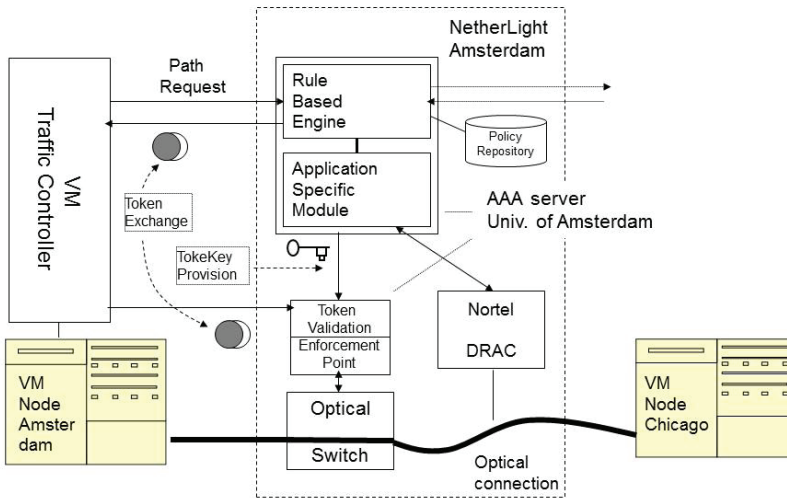 NetherLight
Amsterdam
VM
Traffic Controller
Path
Request
Rule
Based
Engine
Policy
Repository
Application
Specific
Module
AAA server
Univ. of Amsterdam
Token
Exchange
TokeKey
Provision
Token
Validation
Enforcement
Point
Nortel
DRAC
VM
Node
Amster
dam
Optical
Switch
Optical
connection
VM
Node
Chicago